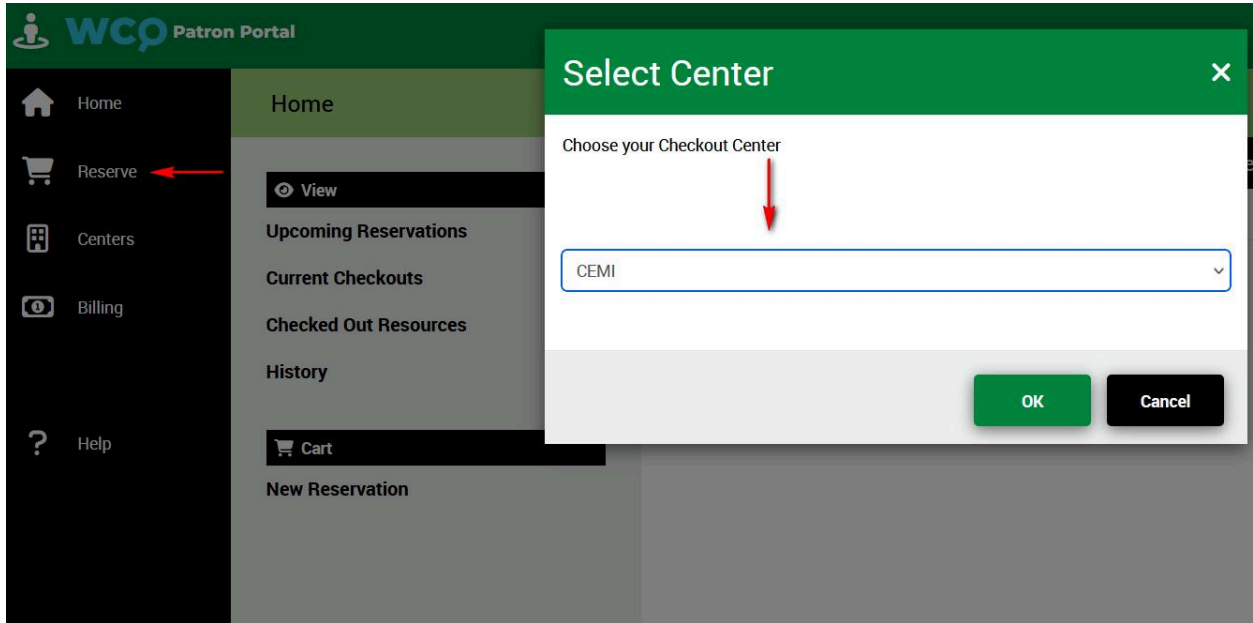 WCO Patron Portal
Home
Reserve
Centers
Billing
Help
Home
View
Upcoming Reservations
Current Checkouts
Checked Out Resources
History
Cart
New Reservation
Select Center
Choose your Checkout Center
CEMI
OK
Cancel